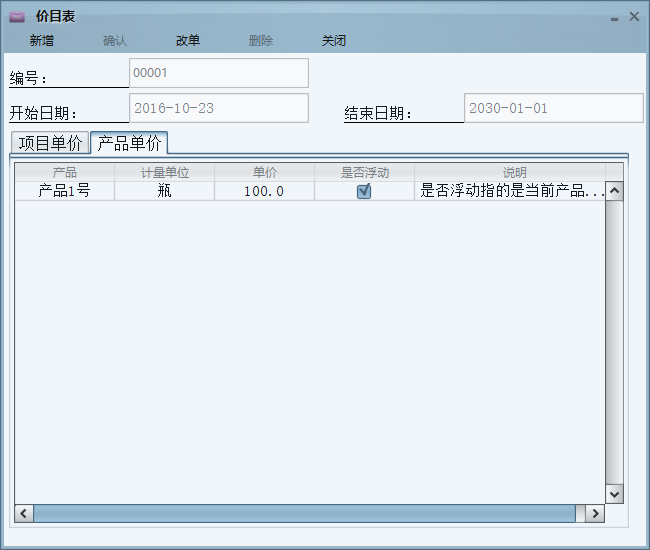 价目表
新增 确认 改单 删除 关闭
编号： 00001
开始日期： 2016-10-23 结束日期： 2030-01-01
项目单价 产品单价
产品 计量单位 单价 是否浮动 说明
产品1号 瓶 100.0 是否浮动指的是当前产品...